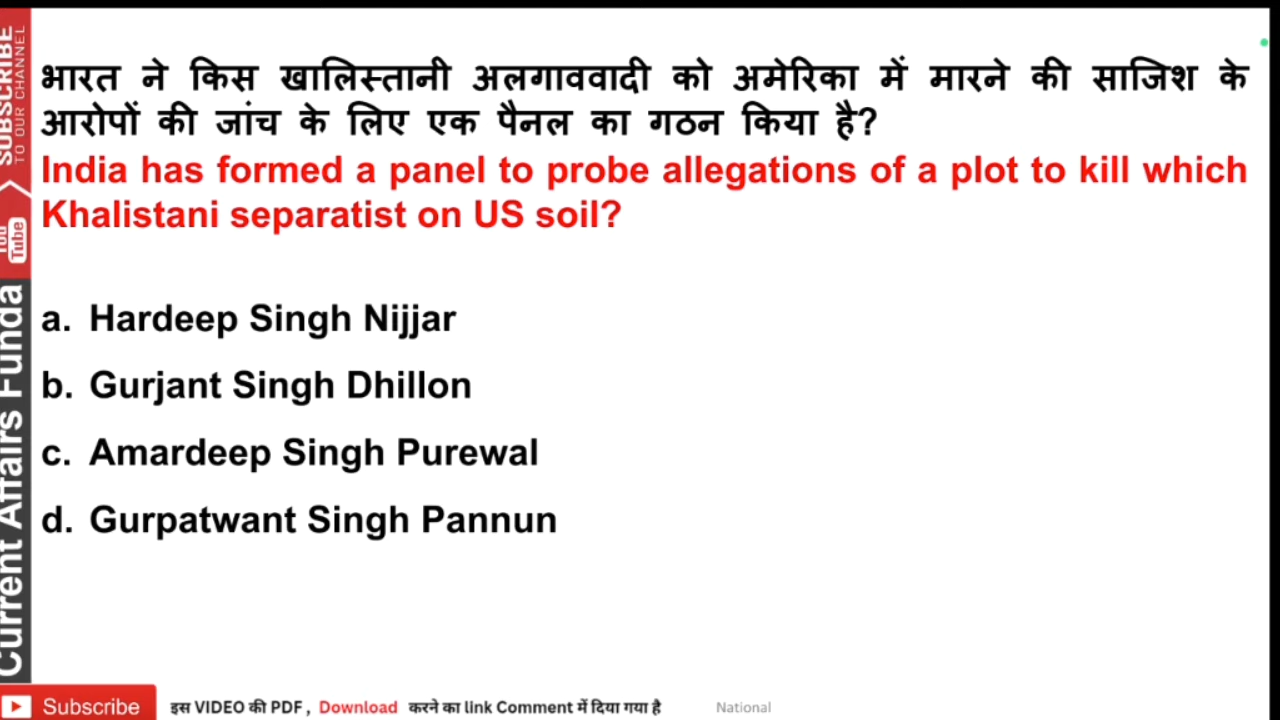 भारत ने किस खालिस्तानी अलगाववादी को अमेरिका में मारने की साजिश के
आरोपों की जांच के लिए एक पैनल का गठन किया है?
India has formed a panel to probe allegations of a plot to kill which
Khalistani separatist on US soil?
a. Hardeep Singh Nijjar
b. Gurjant Singh Dhillon
c. Amardeep Singh Purewal
d. Gurpatwant Singh Pannun
SUBSCRIBE
TO OUR CHANNEL
You
Tube
Current Affairs Funda
Subscribe
इस VIDEO की PDF, Download करने का link Comment में दिया गया है
National